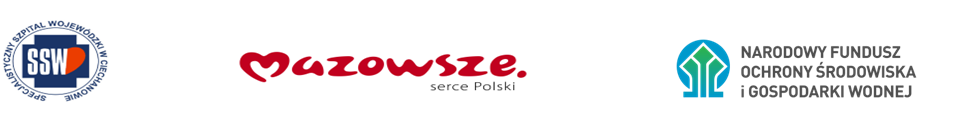 SPECJALISTYCZNY SZPITAL WOJEWÓDZKI W CIECHANOWIE
SSW
Mazowsze.
serce Polski
NARODOWY FUNDUSZ
OCHRONY ŚRODOWISKA
i GOSPODARKI WODNEJ